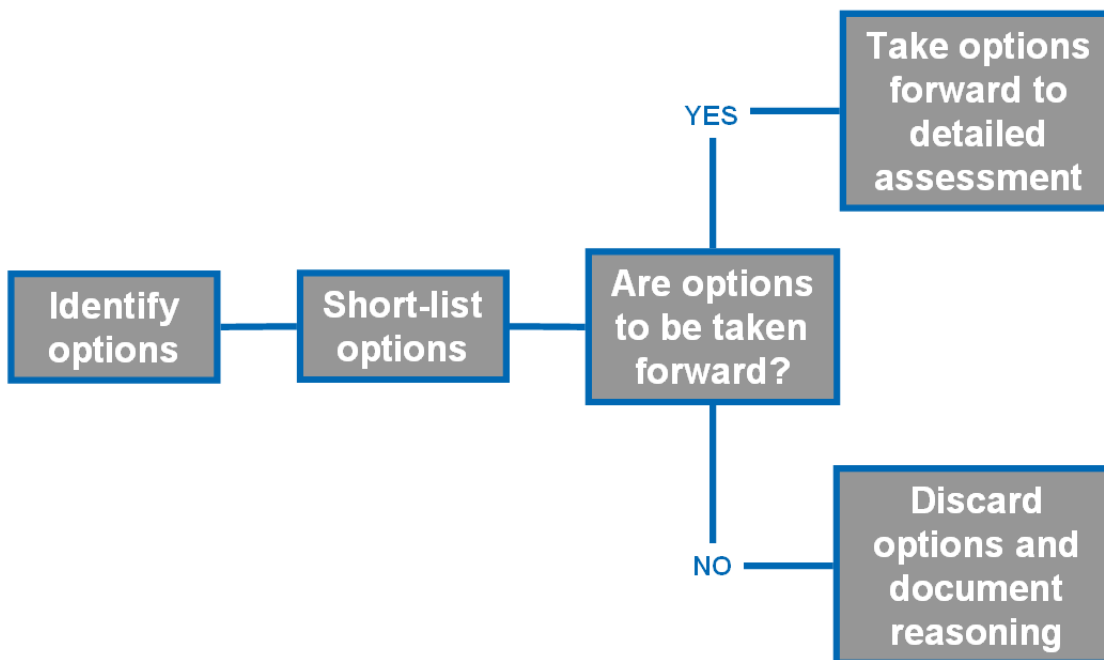 Identify
options
Short-list
options
Are options
to be taken
forward?
YES
Take options
forward to
detailed
assessment
NO
Discard
options and
document
reasoning